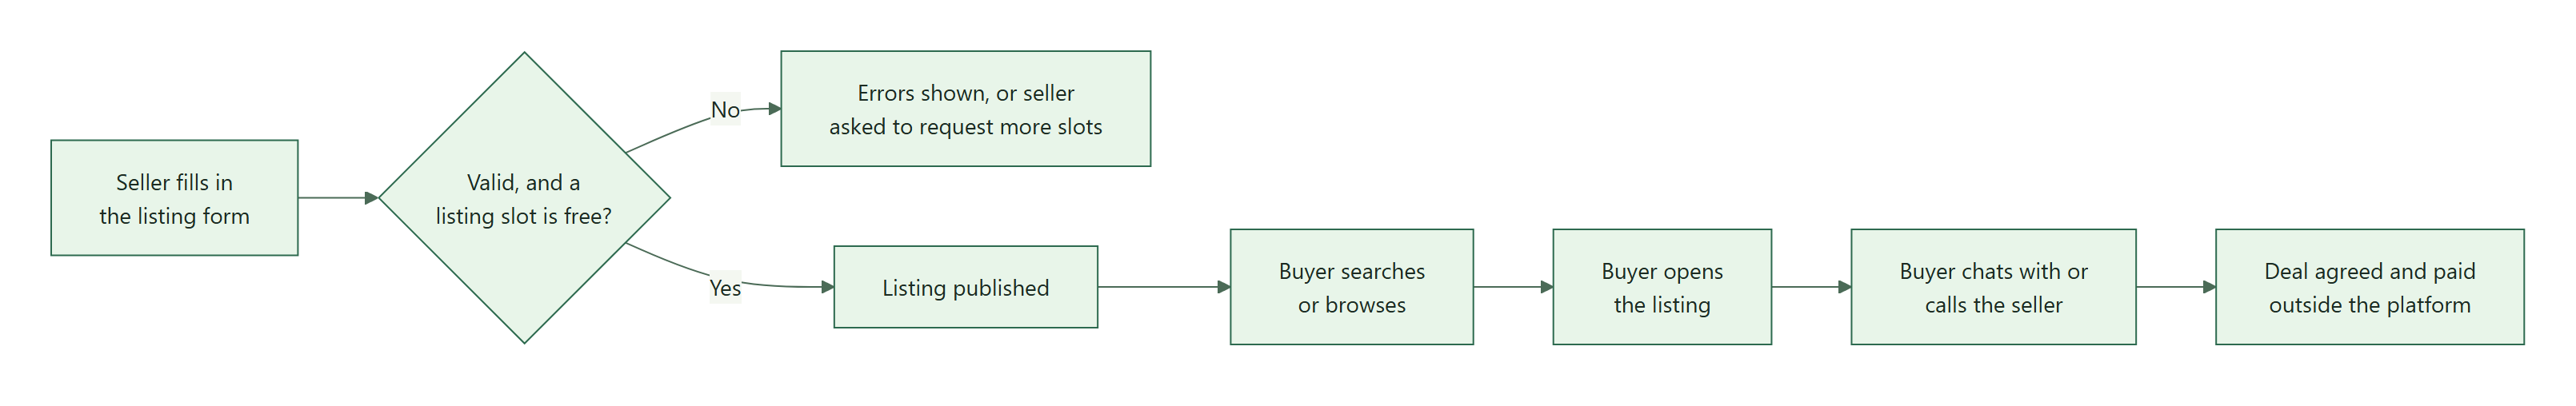 Seller fills in
the listing form
Valid, and a
listing slot is free?
No
Errors shown, or seller
asked to request more slots
Yes
Listing published
Buyer searches
or browses
Buyer opens
the listing
Buyer chats with or
calls the seller
Deal agreed and paid
outside the platform